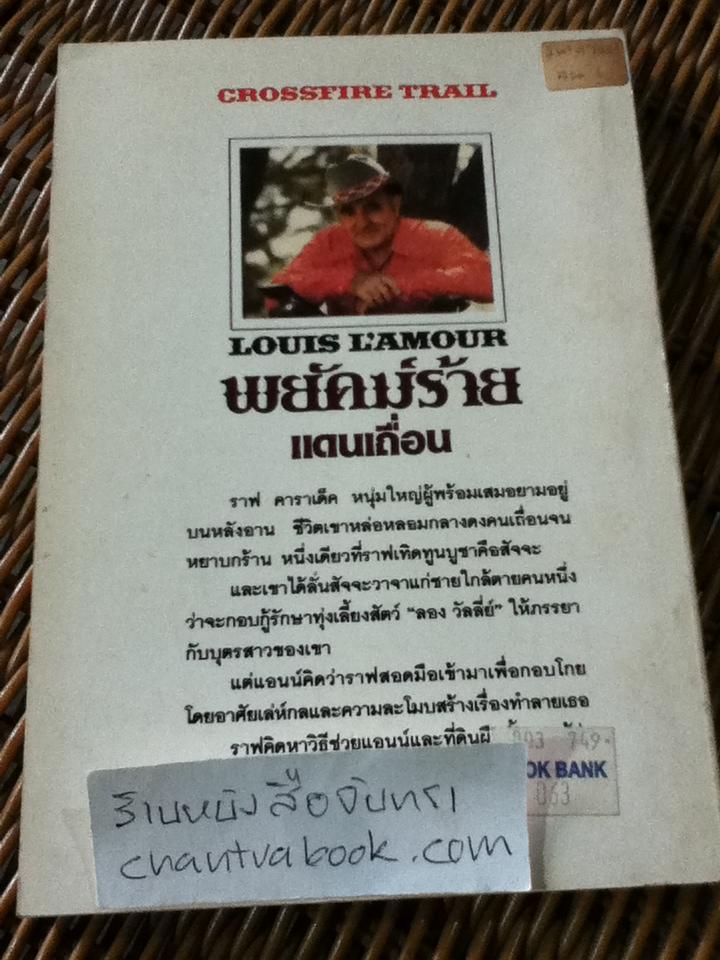 CROSSFIRE TRAIL
LOUIS L'AMOUR
พยัคฆ์ร้าย
แดนเถื่อน
ราฟ คาราเด็ค หนุ่มใหญ่ผู้พร้อมเสมอยามอยู่
บนหลังอาน ชีวิตเขาหล่อหลอมกลางดงคนเถื่อนจน
หยาบกร้าน หนึ่งเดียวที่ราฟเทิดทูนบูชาคือสัจจะ
และเขาได้ลั่นสัจจะวาจาแก่ชายใกล้ตายคนหนึ่ง
ว่าจะกอบกู้รักษาทุ่งเลี้ยงสัตว์ “ลอง วัลลี่ย์” ให้ภรรยา
กับบุตรสาวของเขา
แต่แอนน์คิดว่าราฟสอดมือเข้ามาเพื่อกอบโกย
โดยอาศัยเล่ห์กลและความละโมบสร้างเรื่องทำลายเธอ
ราฟคิดหาวิธีช่วยแอนน์และที่ดินผื
749-
OK BANK
063
ร้านหนังสือจันทรา
chantrabook.com